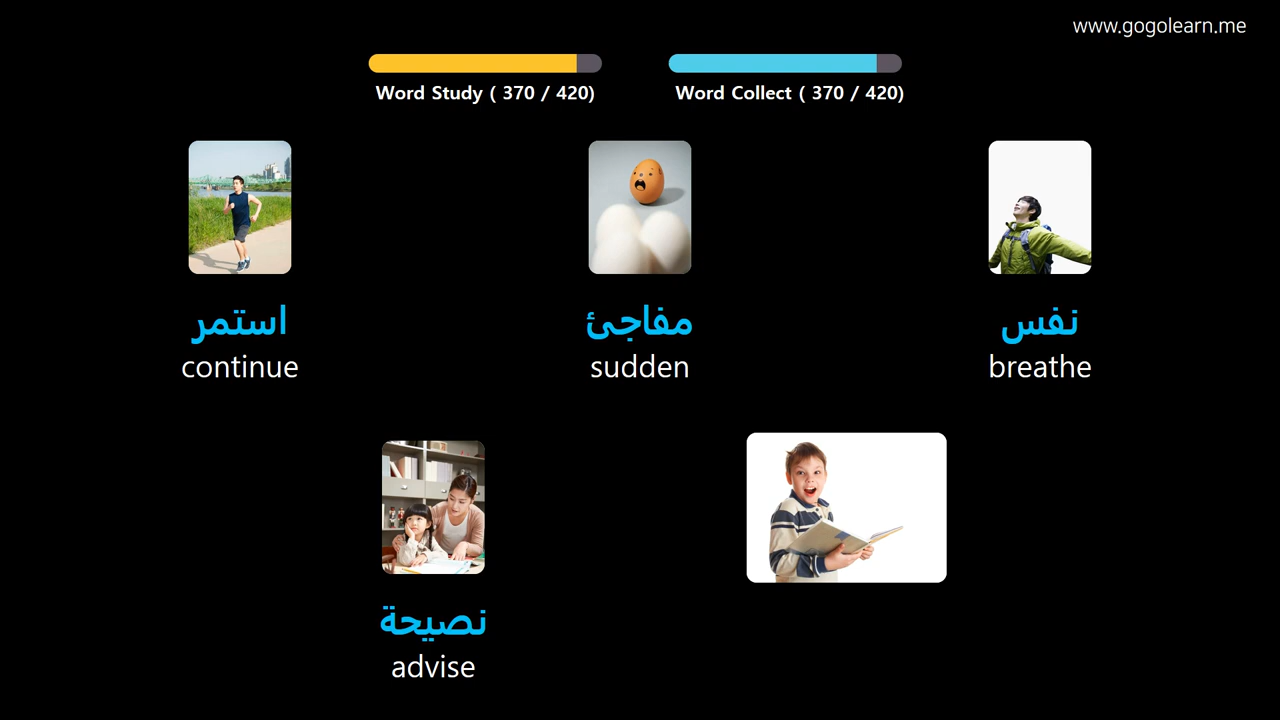 www.gogolearn.me
Word Study ( 370 / 420)
Word Collect ( 370 / 420)
استمر
continue
مفاجئ
sudden
نفس
breathe
نصيحة
advise